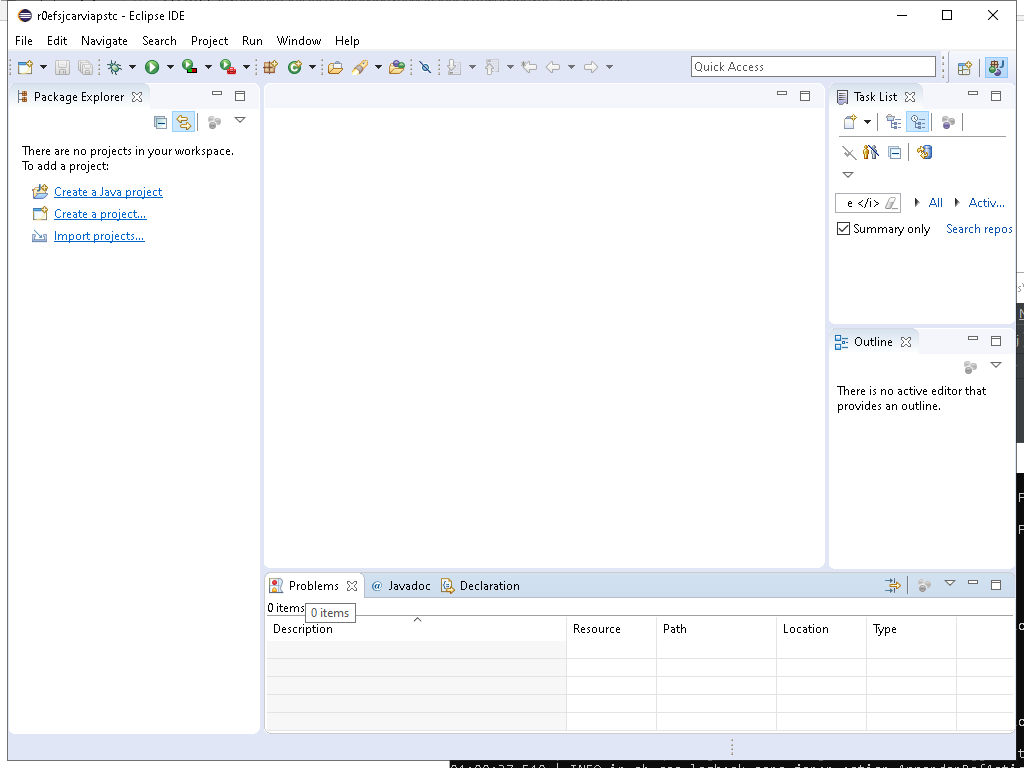 r0efsjcarviapstc - Eclipse IDE
File Edit Navigate Search Project Run Window Help
Quick Access
Package Explorer
Task List
There are no projects in your workspace.
To add a project:
Create a Java project
Create a project...
Import projects...
e </i> All Activ...
Summary only Search repos
Outline
There is no active editor that
provides an outline.
Problems @ Javadoc Declaration
0 items
0 items
Description Resource Path Location Type